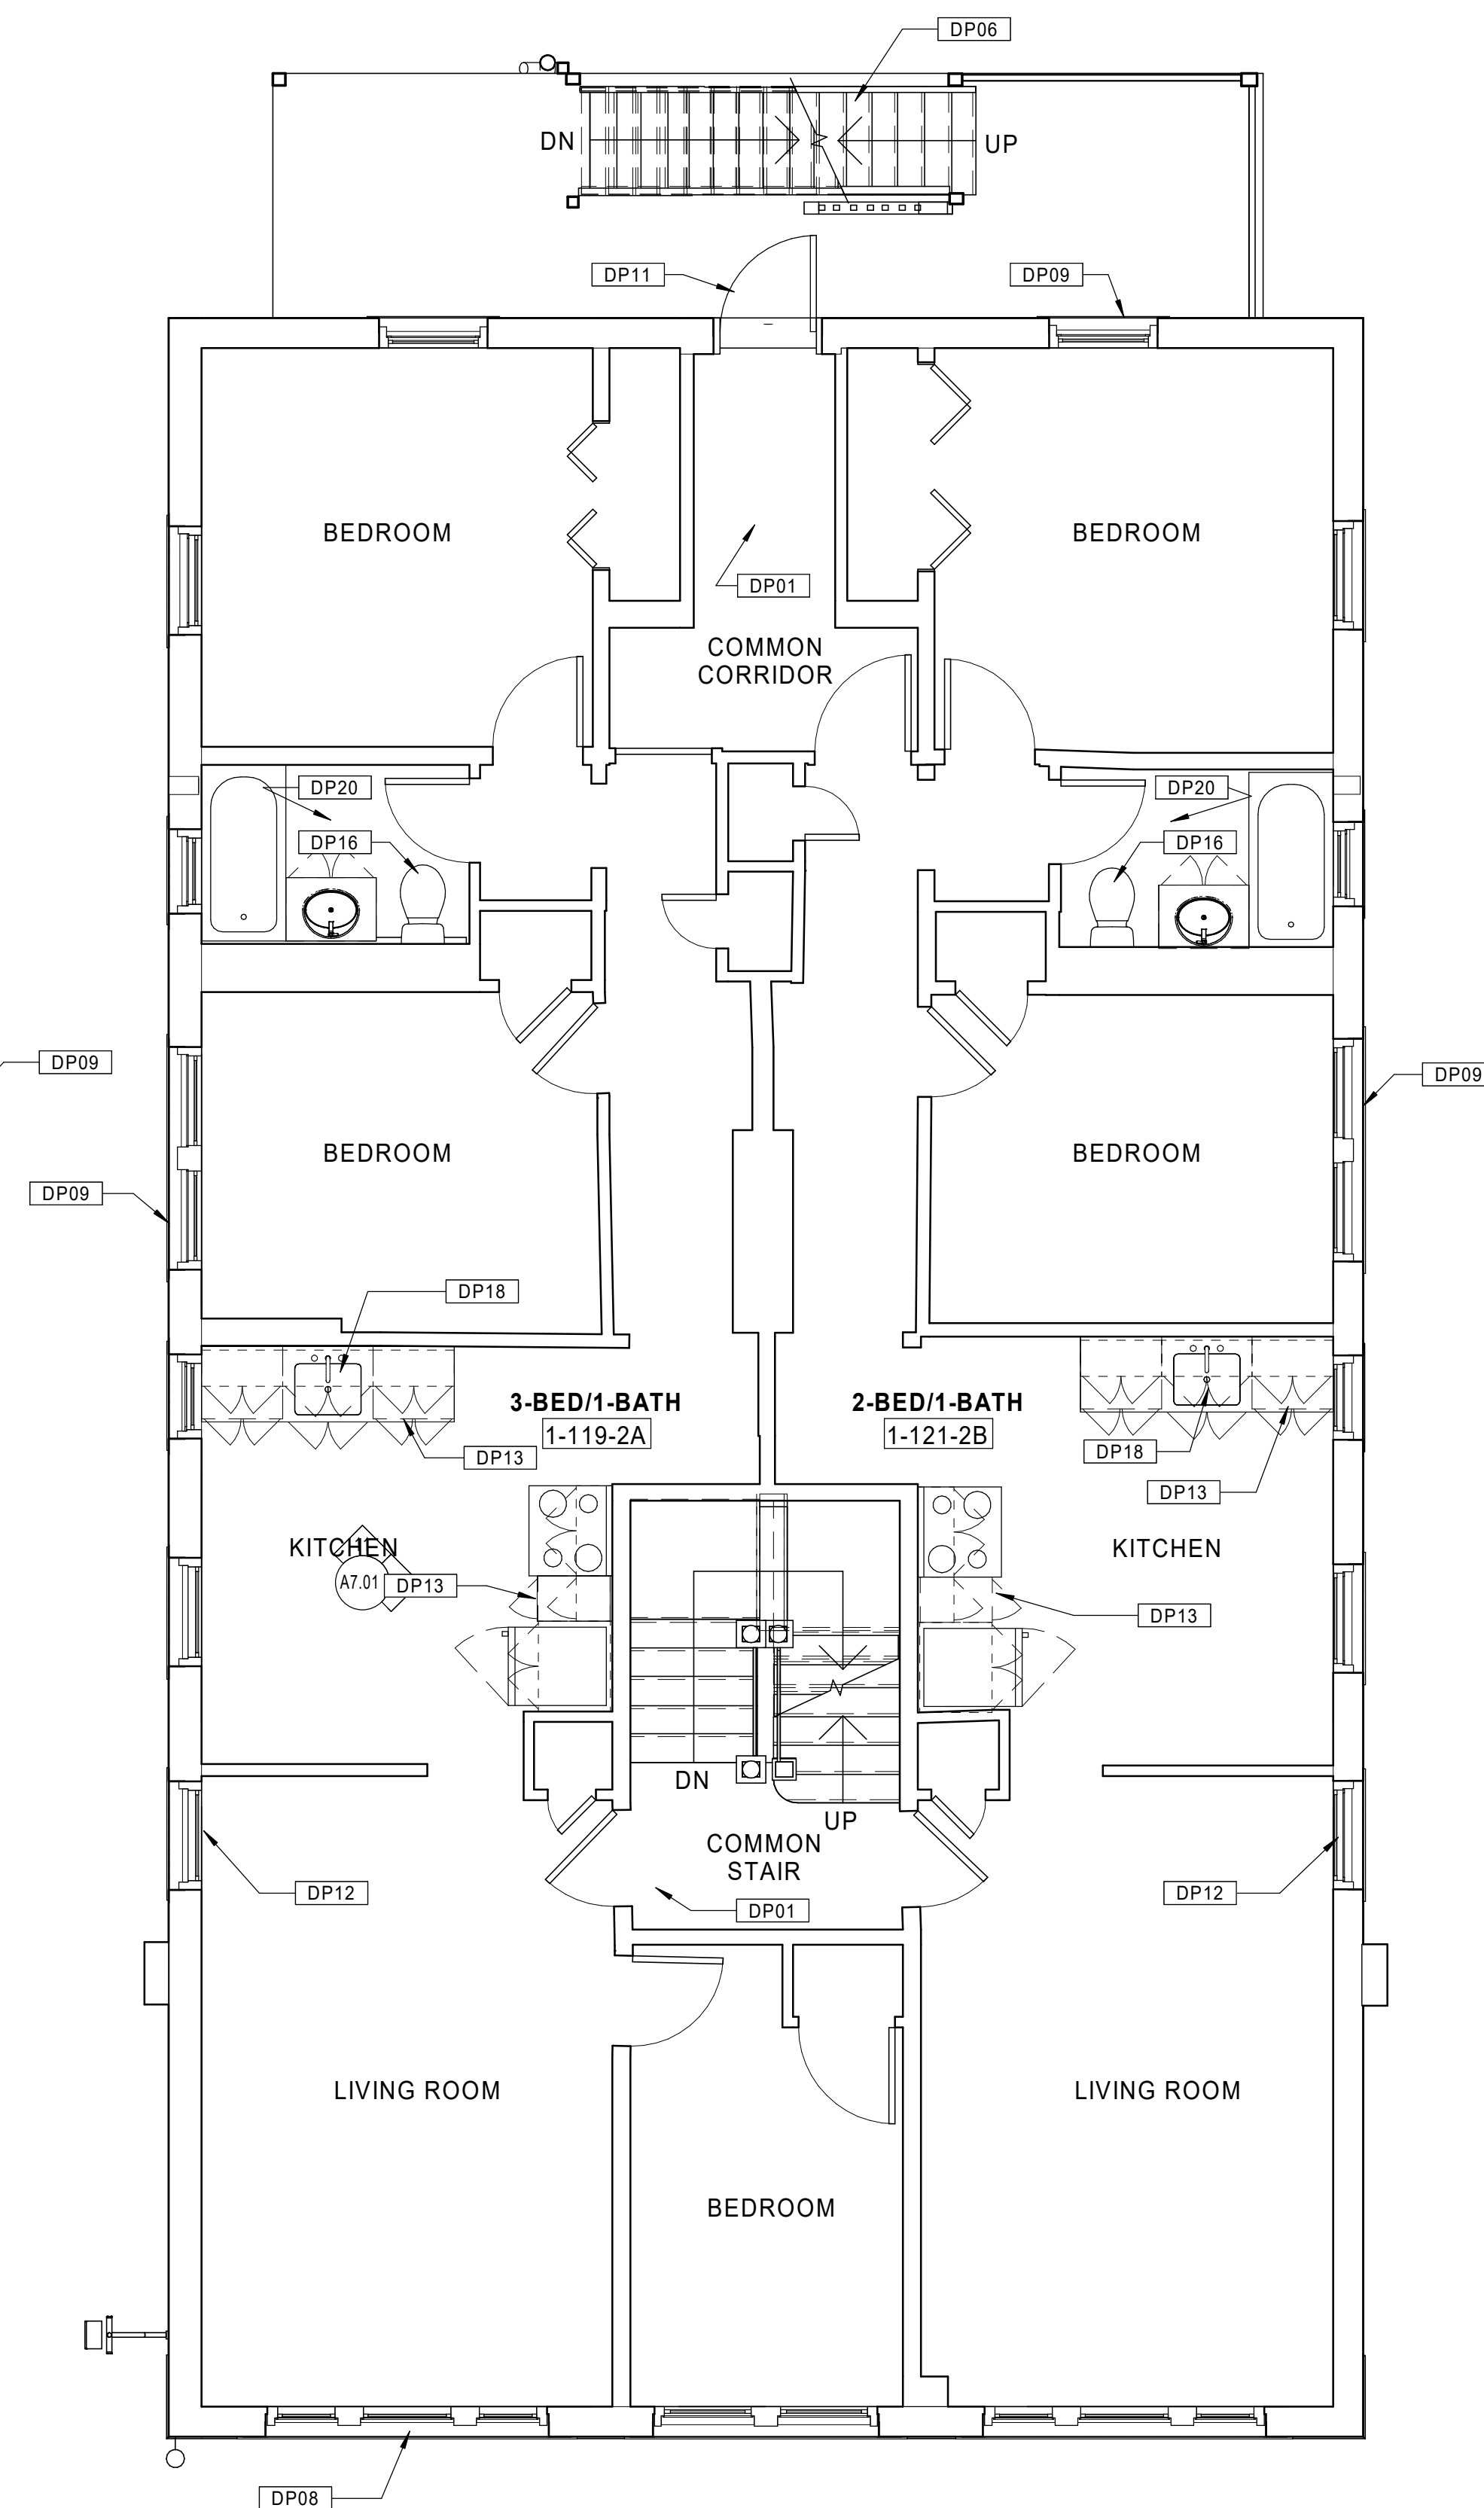 DP06
DN
UP
DP11
DP09
BEDROOM
BEDROOM
DP01
COMMON
CORRIDOR
DP20
DP20
DP16
DP16
DP09
DP09
BEDROOM
BEDROOM
DP09
DP18
3-BED/1-BATH
2-BED/1-BATH
1-119-2A
1-121-2B
DP13
DP18
DP13
KITCHEN
KITCHEN
A7.01
DP13
DP13
DN
UP
COMMON
STAIR
DP12
DP12
DP01
LIVING ROOM
LIVING ROOM
BEDROOM
DP08